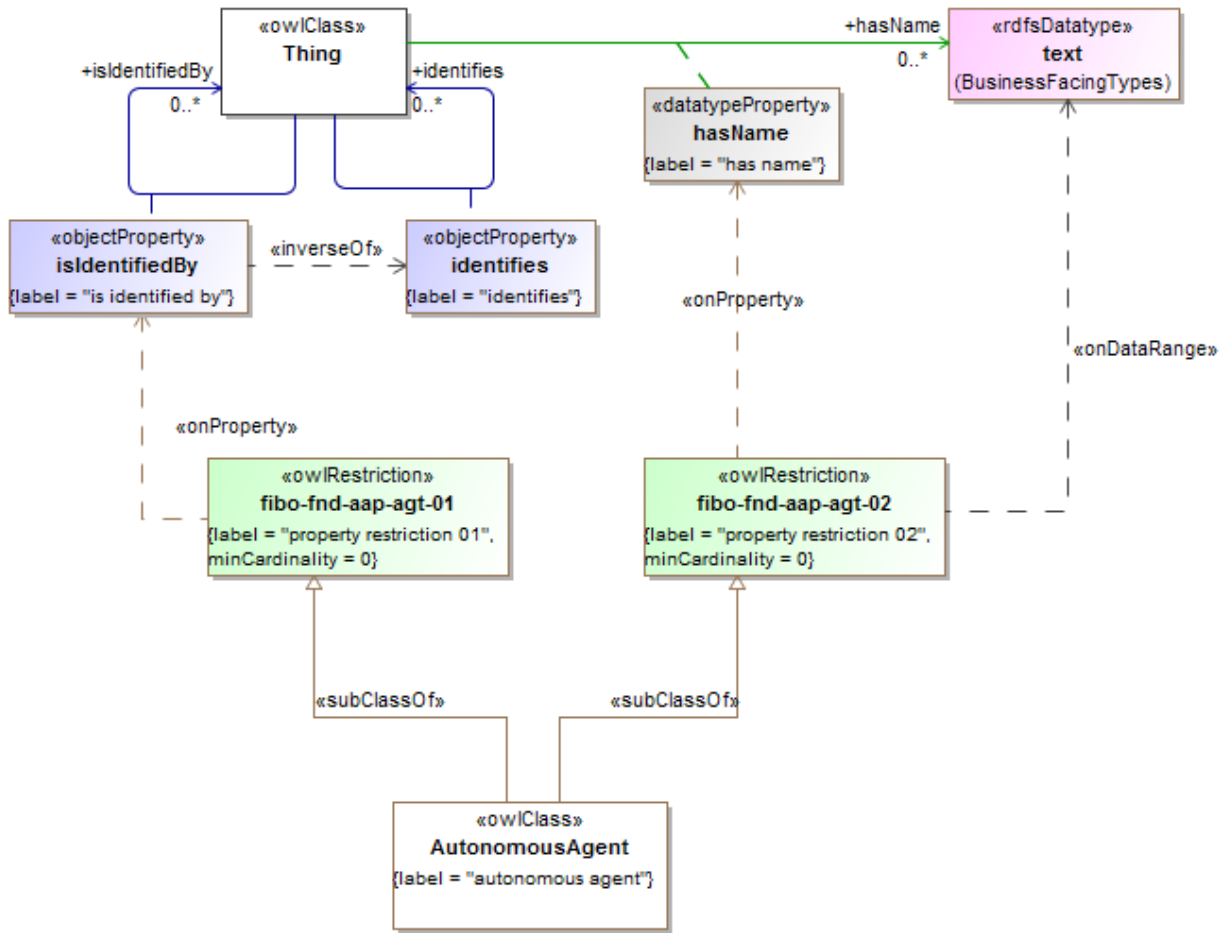 «owlClass»
Thing
+isIdentifiedBy
0..*
+identifies
0..*
+hasName
0..*
«rdfsDatatype»
text
(BusinessFacingTypes)
«datatypeProperty»
hasName
{label = "has name"}
«objectProperty»
isIdentifiedBy
{label = "is identified by"}
«inverseOf»
«objectProperty»
identifies
{label = "identifies"}
«onProperty»
«onDataRange»
«onProperty»
«owlRestriction»
fibo-fnd-aap-agt-01
{label = "property restriction 01",
minCardinality = 0}
«owlRestriction»
fibo-fnd-aap-agt-02
{label = "property restriction 02",
minCardinality = 0}
«subClassOf»
«subClassOf»
«owlClass»
AutonomousAgent
{label = "autonomous agent"}